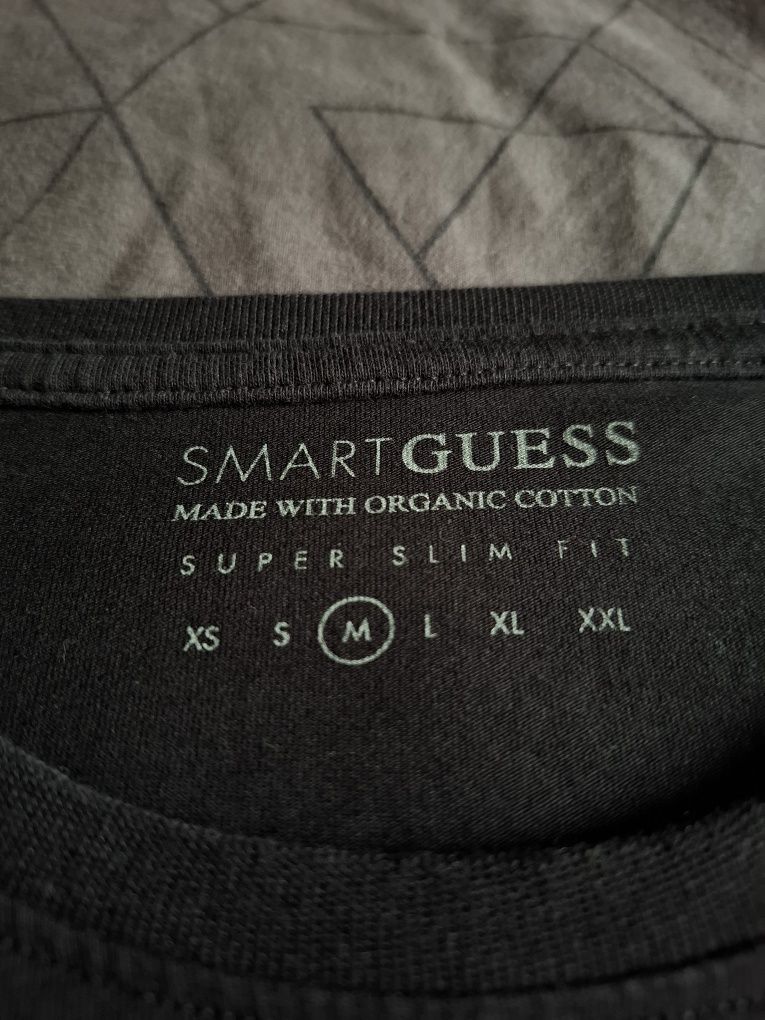 SMARTGUESS
MADE WITH ORGANIC COTTON
SUPER SLIM FIT
XS S M L XL XXL